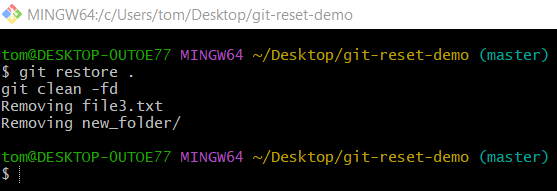 MINGW64:/c/Users/tom/Desktop/git-reset-demo
tom@DESKTOP-OUTOE77 MINGW64 ~/Desktop/git-reset-demo (master)
$ git restore .
git clean -fd
Removing file3.txt
Removing new_folder/
tom@DESKTOP-OUTOE77 MINGW64 ~/Desktop/git-reset-demo (master)
$